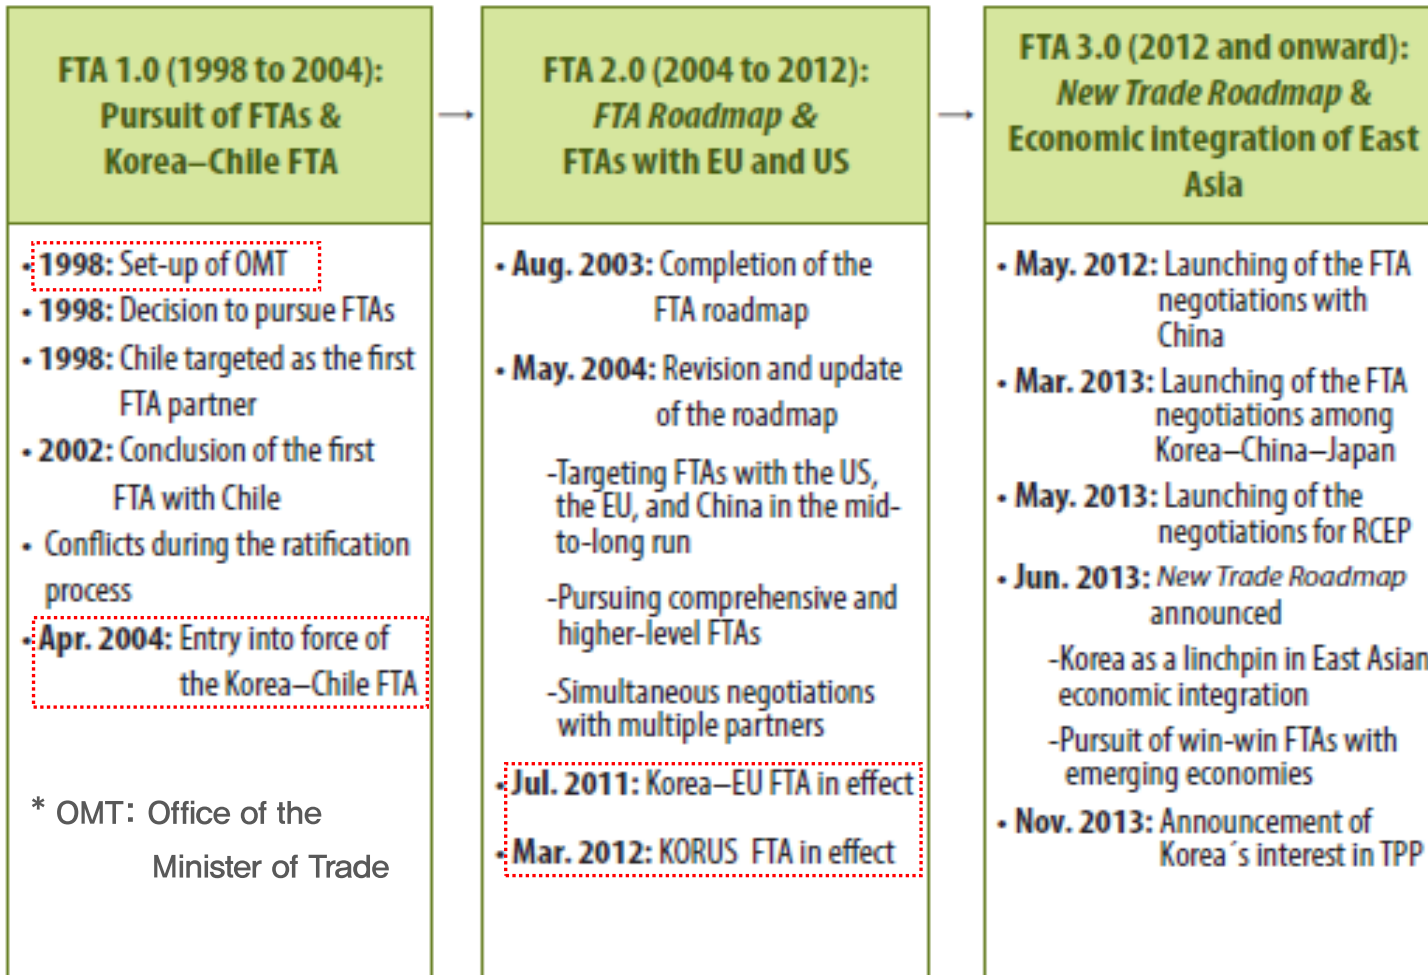 FTA 1.0 (1998 to 2004):
Pursuit of FTAs &
Korea–Chile FTA
• 1998: Set-up of OMT
• 1998: Decision to pursue FTAs
• 1998: Chile targeted as the first
FTA partner
• 2002: Conclusion of the first
FTA with Chile
• Conflicts during the ratification
process
• Apr. 2004: Entry into force of
the Korea–Chile FTA
* OMT: Office of the
Minister of Trade
→
FTA 2.0 (2004 to 2012):
FTA Roadmap &
FTAs with EU and US
• Aug. 2003: Completion of the
FTA roadmap
• May. 2004: Revision and update
of the roadmap
-Targeting FTAs with the US,
the EU, and China in the mid-
to-long run
-Pursuing comprehensive and
higher-level FTAs
-Simultaneous negotiations
with multiple partners
• Jul. 2011: Korea–EU FTA in effect
• Mar. 2012: KORUS FTA in effect
→
FTA 3.0 (2012 and onward):
New Trade Roadmap &
Economic integration of East
Asia
• May. 2012: Launching of the FTA
negotiations with
China
• Mar. 2013: Launching of the FTA
negotiations among
Korea–China–Japan
• May. 2013: Launching of the
negotiations for RCEP
• Jun. 2013: New Trade Roadmap
announced
-Korea as a linchpin in East Asian
economic integration
-Pursuit of win-win FTAs with
emerging economies
• Nov. 2013: Announcement of
Korea´s interest in TPP